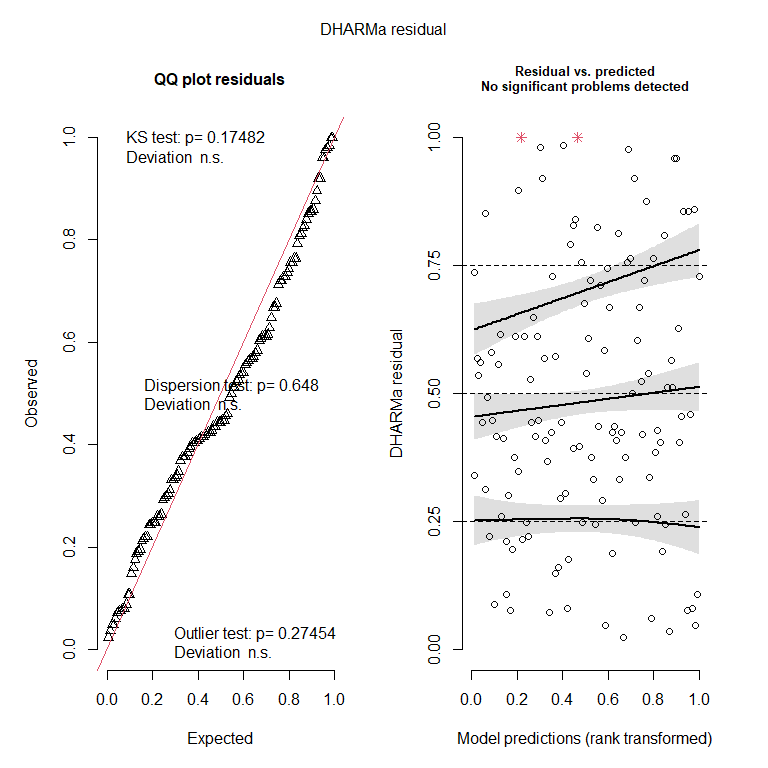 DHARMa residual
QQ plot residuals
KS test: p= 0.17482
Deviation n.s.
Dispersion test: p= 0.648
Deviation n.s.
Outlier test: p= 0.27454
Deviation n.s.
Observed
0.0 0.2 0.4 0.6 0.8 1.0
0.0 0.2 0.4 0.6 0.8 1.0
Expected
Residual vs. predicted
No significant problems detected
DHARMa residual
0.00 0.25 0.50 0.75 1.00
0.0 0.2 0.4 0.6 0.8 1.0
Model predictions (rank transformed)